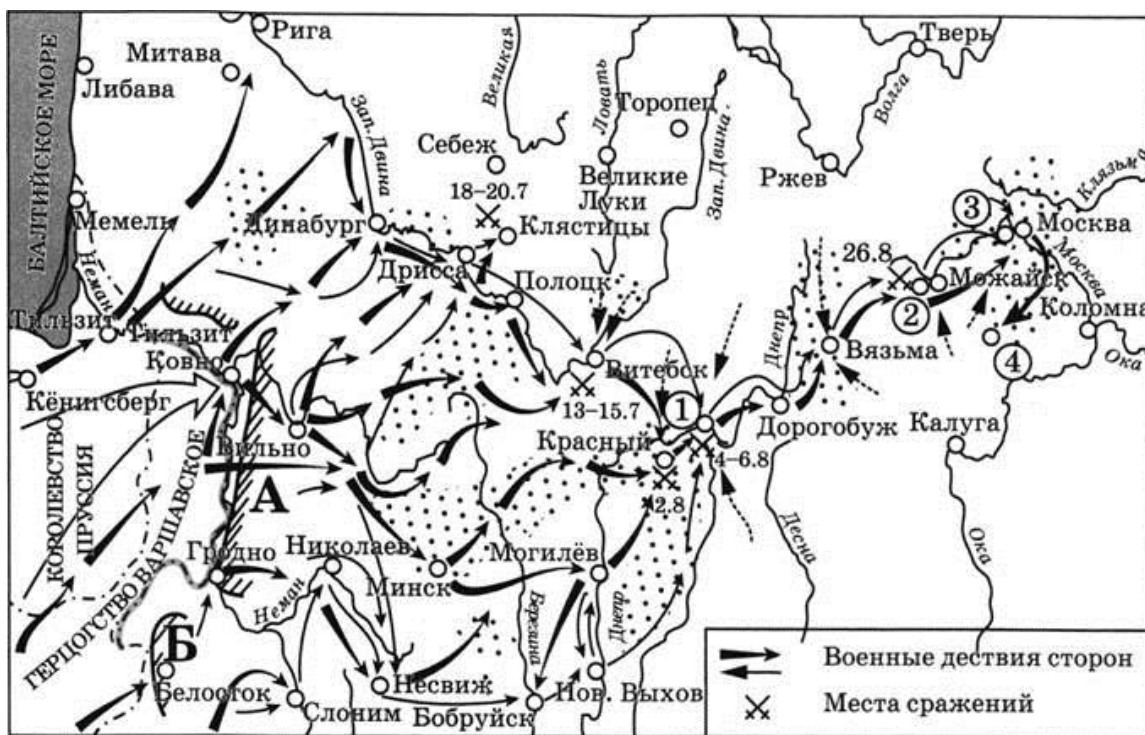 Рига
Митава
Либава
БАЛТИЙСКОЕ МОРЕ
Мемель
Неман
Тильзит
Тильзит
Ковно
Кёнигсберг
КОРОЛЕВСТВО
ПРУССИЯ
ГЕРЦОГСТВО ВАРШАВСКОЕ
Вильно
А
Гродно
Неман
Николаев
Минск
Б
Белосток
Слоним
Несвиж
Бобруйск
Березина
Нов. Выхов
Могилёв
Днепр
Зап. Двина
Динабург
Дрисса
Себеж
18–20.7
Клястицы
Полоцк
Великая
Ловать
Торопец
Великие
Луки
Зап. Двина
Витебск
13–15.7
1
Красный
2.8
4–6.8
Днепр
Дорогобуж
Вязьма
Десна
Ржев
Тверь
Волга
26.8
2
Можайск
3
Москва
Клязьма
Москва
Коломна
4
Ока
Калуга
Ока
Военные дествия сторон
Места сражений